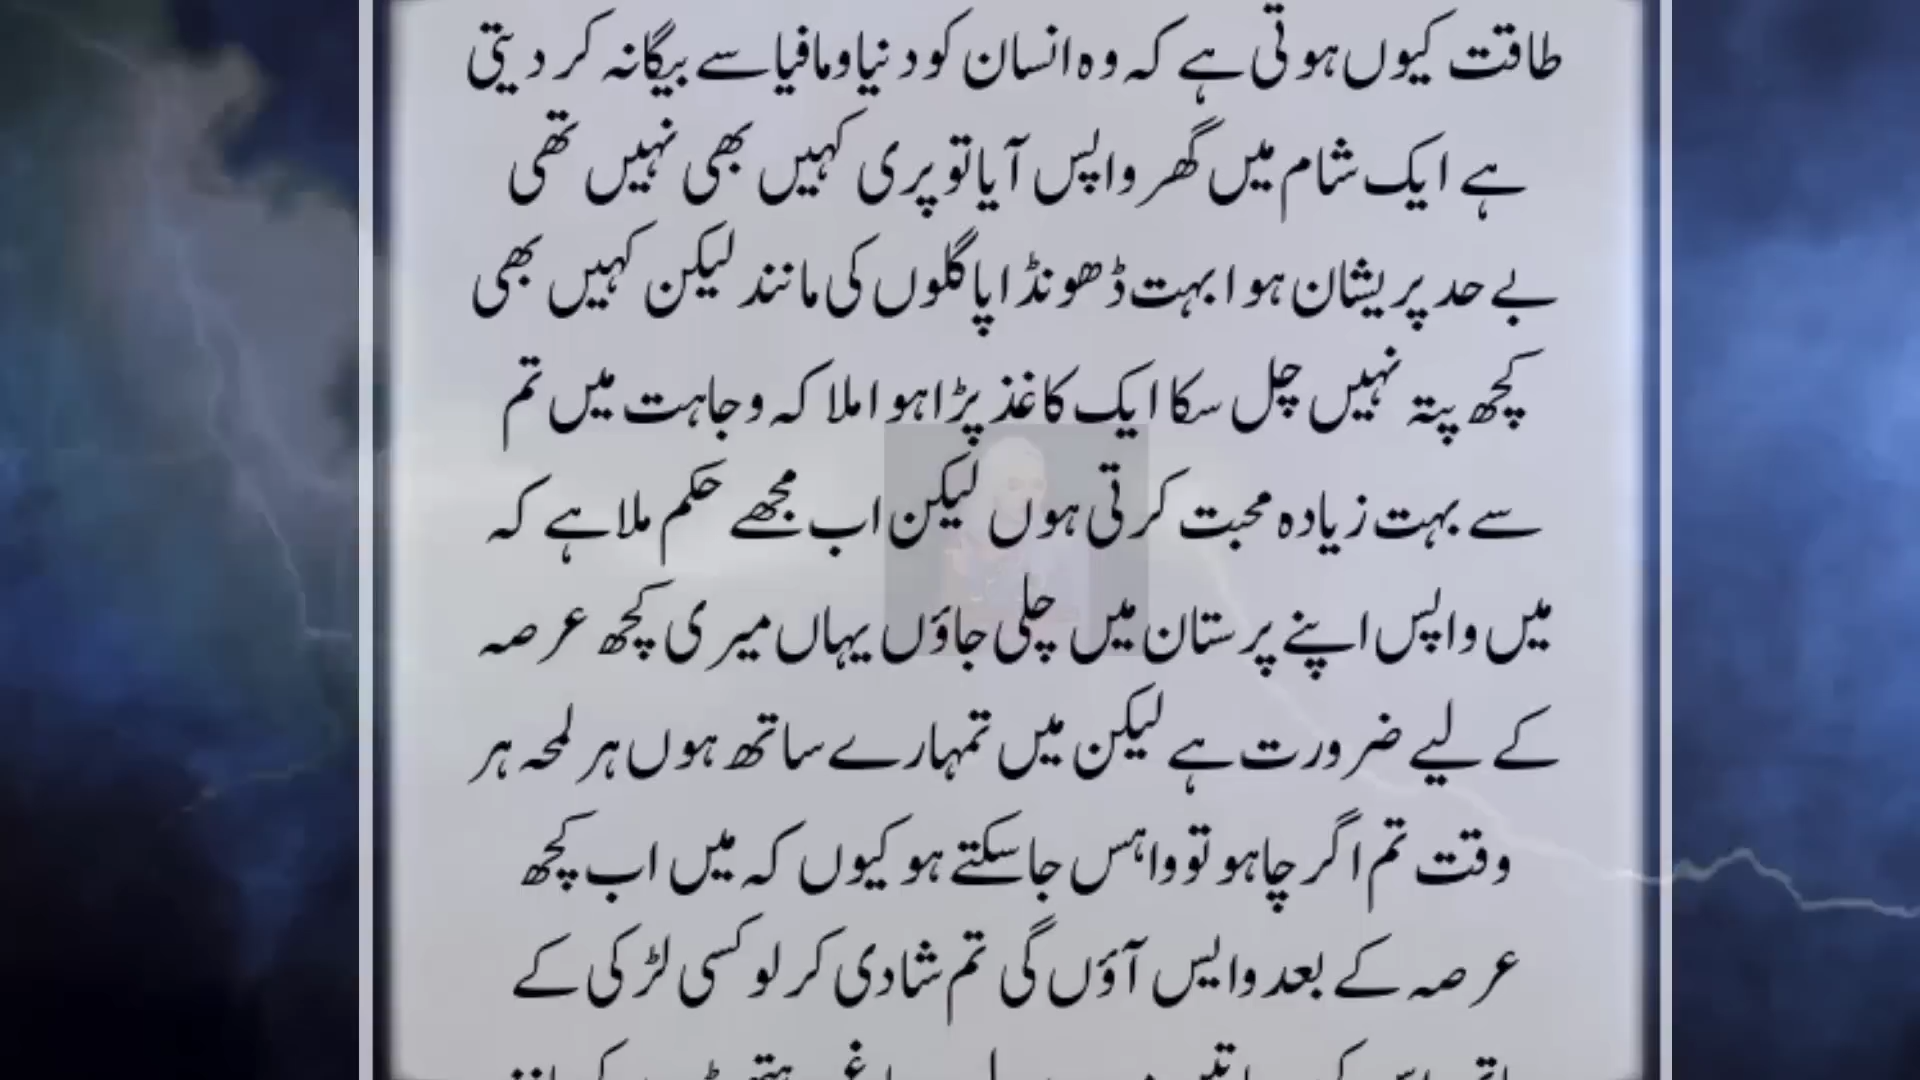 طاقت کیوں ہوتی ہے کہ وہ انسان کو دنیا و مافیا سے بیگانہ کر دیتی
ہے ایک شام میں گھر واپس آیا تو پری کہیں بھی نہیں تھی
بے حد پریشان ہوا بہت ڈھونڈا پاگلوں کی مانند لیکن کہیں بھی
کچھ پتہ نہیں چل سکا ایک کاغذ پڑا ہوا ملا کہ وجاہت میں تم
سے بہت زیادہ محبت کرتی ہوں لیکن اب مجھے حکم ملا ہے کہ
میں واپس اپنے پرستان میں چلی جاؤں یہاں میری کچھ عرصہ
کے لیے ضرورت ہے لیکن میں تمہارے ساتھ ہوں ہر لمحہ ہر
وقت تم اگر چاہو تو واہس جا سکتے ہو کیوں کہ میں اب کچھ
عرصہ کے بعد واپس آؤں گی تم شادی کر لو کسی لڑکی کے